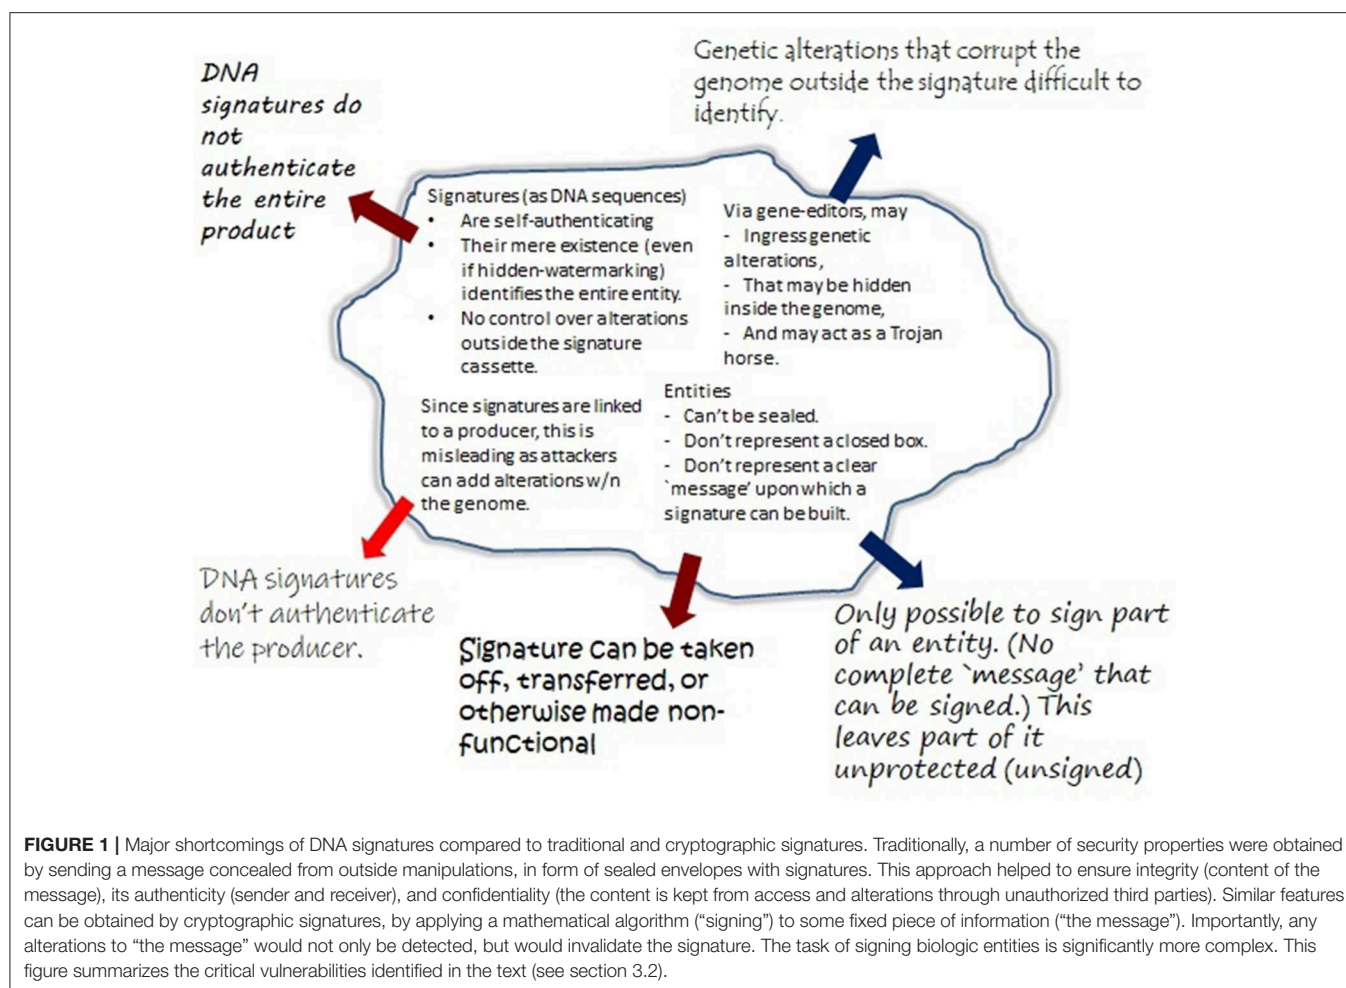 DNA
signatures do
not
authenticate
the entire
product
Genetic alterations that corrupt the
genome outside the signature difficult to
identify.
Signatures (as DNA sequences)
• Are self-authenticating
• Their mere existence (even
if hidden-watermarking)
identifies the entire entity.
• No control over alterations
outside the signature
cassette.
Via gene-editors, may
- Ingress genetic
alterations,
- That may be hidden
inside the genome,
- And may act as a Trojan
horse.
Since signatures are linked
to a producer, this is
misleading as attackers
can add alterations w/n
the genome.
Entities
- Can't be sealed.
- Don't represent a closed box.
- Don't represent a clear
`message' upon which a
signature can be built.
DNA signatures
don't authenticate
the producer.
Signature can be taken
off, transferred, or
otherwise made non-
functional
Only possible to sign part
of an entity. (No
complete `message' that
can be signed.) This
leaves part of it
unprotected (unsigned)
FIGURE 1 | Major shortcomings of DNA signatures compared to traditional and cryptographic signatures. Traditionally, a number of security properties were obtained
by sending a message concealed from outside manipulations, in form of sealed envelopes with signatures. This approach helped to ensure integrity (content of the
message), its authenticity (sender and receiver), and confidentiality (the content is kept from access and alterations through unauthorized third parties). Similar features
can be obtained by cryptographic signatures, by applying a mathematical algorithm (“signing”) to some fixed piece of information (“the message”). Importantly, any
alterations to “the message” would not only be detected, but would invalidate the signature. The task of signing biologic entities is significantly more complex. This
figure summarizes the critical vulnerabilities identified in the text (see section 3.2).